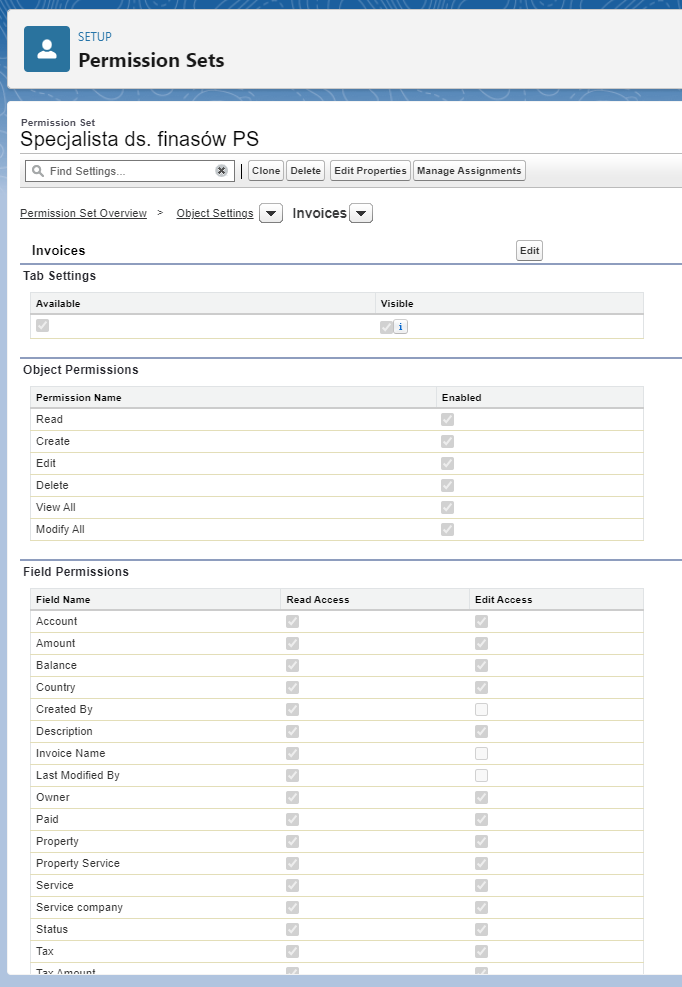 SETUP
Permission Sets
Permission Set
Specjalista ds. finasów PS
Find Settings... Clone Delete Edit Properties Manage Assignments
Permission Set Overview > Object Settings Invoices
Invoices Edit
Tab Settings
Available Visible
i
Object Permissions
Permission Name Enabled
Read
Create
Edit
Delete
View All
Modify All
Field Permissions
Field Name Read Access Edit Access
Account
Amount
Balance
Country
Created By
Description
Invoice Name
Last Modified By
Owner
Paid
Property
Property Service
Service
Service company
Status
Tax
Tax Amount